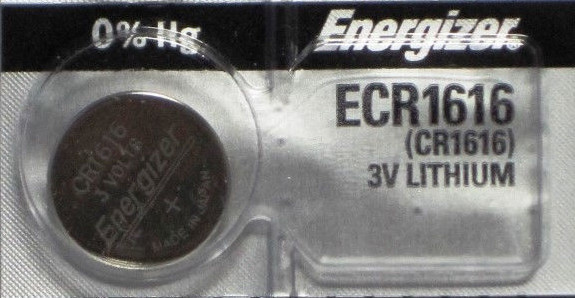 0% Hg
Energizer®
ECR1616
(CR1616)
3V LITHIUM
CR1616
3 VOLTS
Energizer
+
MADE IN JAPAN